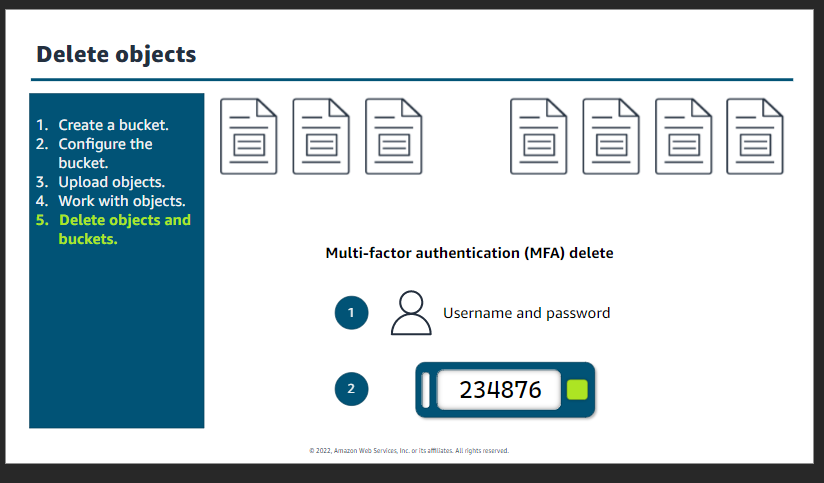 Delete objects
1. Create a bucket.
2. Configure the
bucket.
3. Upload objects.
4. Work with objects.
5. Delete objects and
buckets.
Multi-factor authentication (MFA) delete
1 Username and password
2 234876
© 2022, Amazon Web Services, Inc. or its affiliates. All rights reserved.